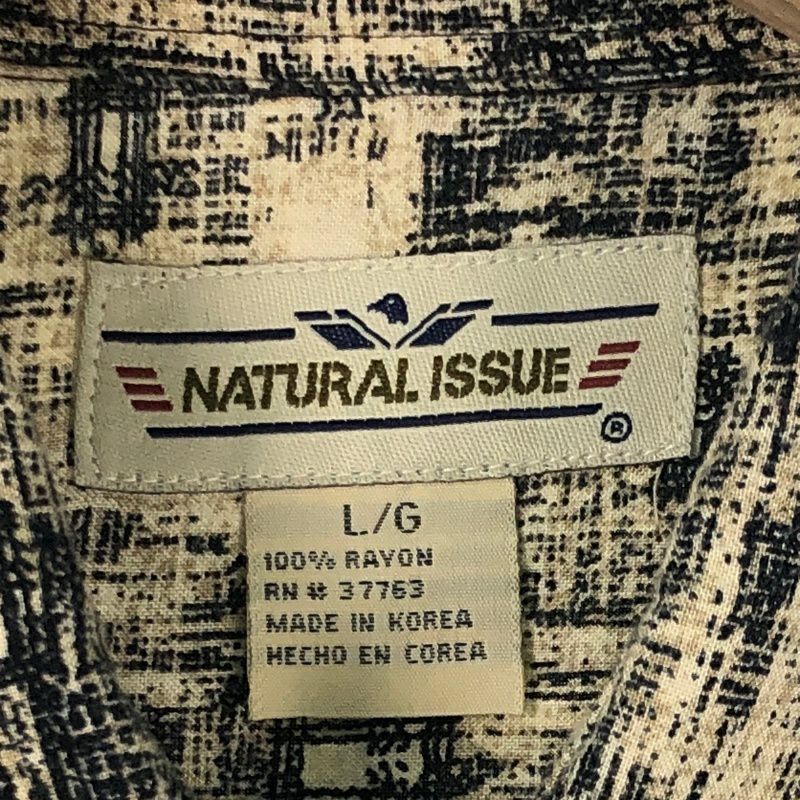 NATURAL ISSUE
®
L/G
100% RAYON
RN # 37763
MADE IN KOREA
HECHO EN COREA